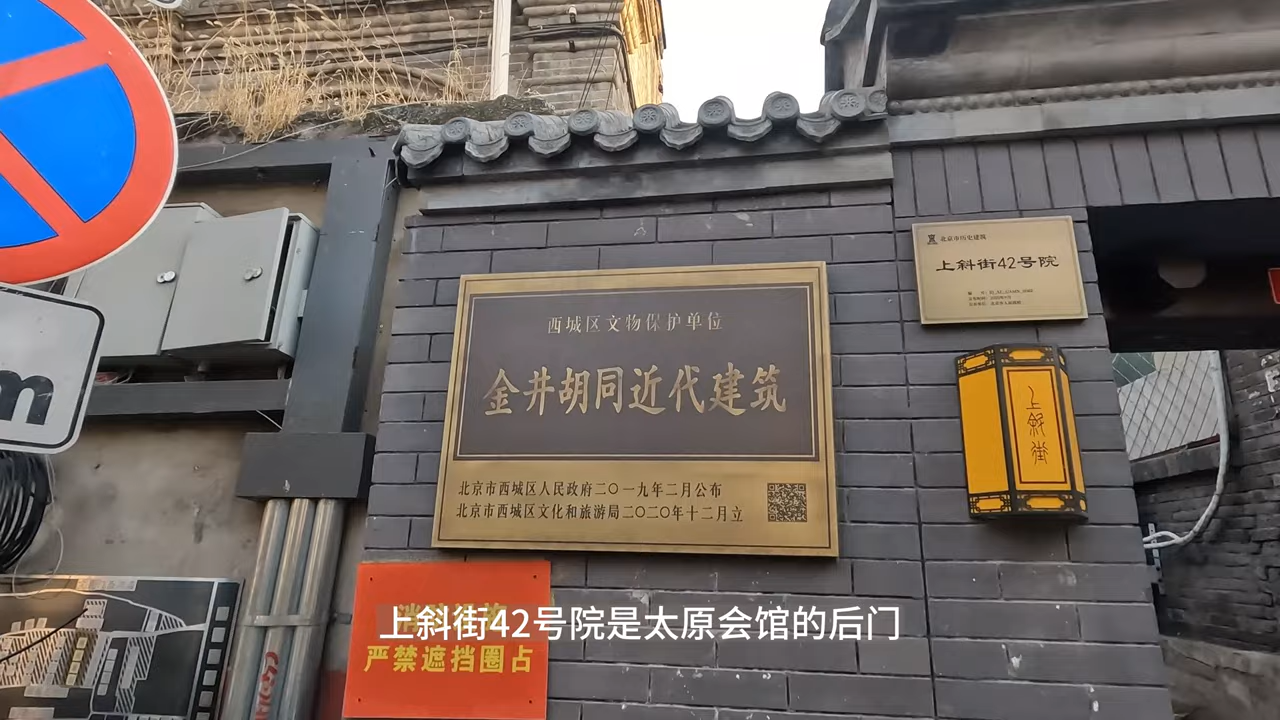 西城区文物保护单位
金井胡同近代建筑
北京市西城区人民政府二〇一九年二月公布
北京市西城区文化和旅游局二〇二〇年十二月立
北京市历史建筑
上斜街42号院
上斜街
m
严禁遮挡圈占
上斜街42号院是太原会馆的后门